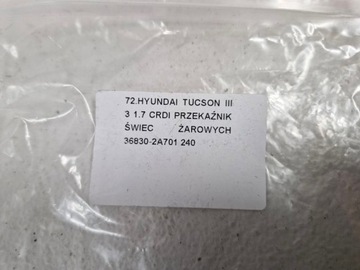 72.HYUNDAI TUCSON III
3 1.7 CRDI PRZEKAŹNIK
ŚWIEC ŻAROWYCH
36830-2A701 240